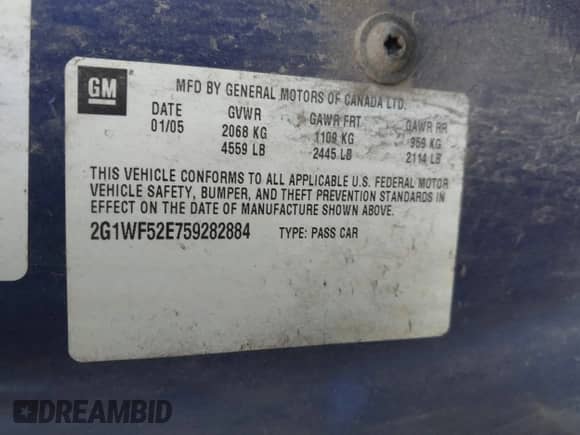 GM
MFD BY GENERAL MOTORS OF CANADA LTD.
DATE GVWR GAWR FRT GAWR RR
01/05 2068 KG 1109 KG 959 KG
4559 LB 2445 LB 2114 LB
THIS VEHICLE CONFORMS TO ALL APPLICABLE U.S. FEDERAL MOTOR
VEHICLE SAFETY, BUMPER, AND THEFT PREVENTION STANDARDS IN
EFFECT ON THE DATE OF MANUFACTURE SHOWN ABOVE.
2G1WF52E759282884 TYPE: PASS CAR
DREAMBID